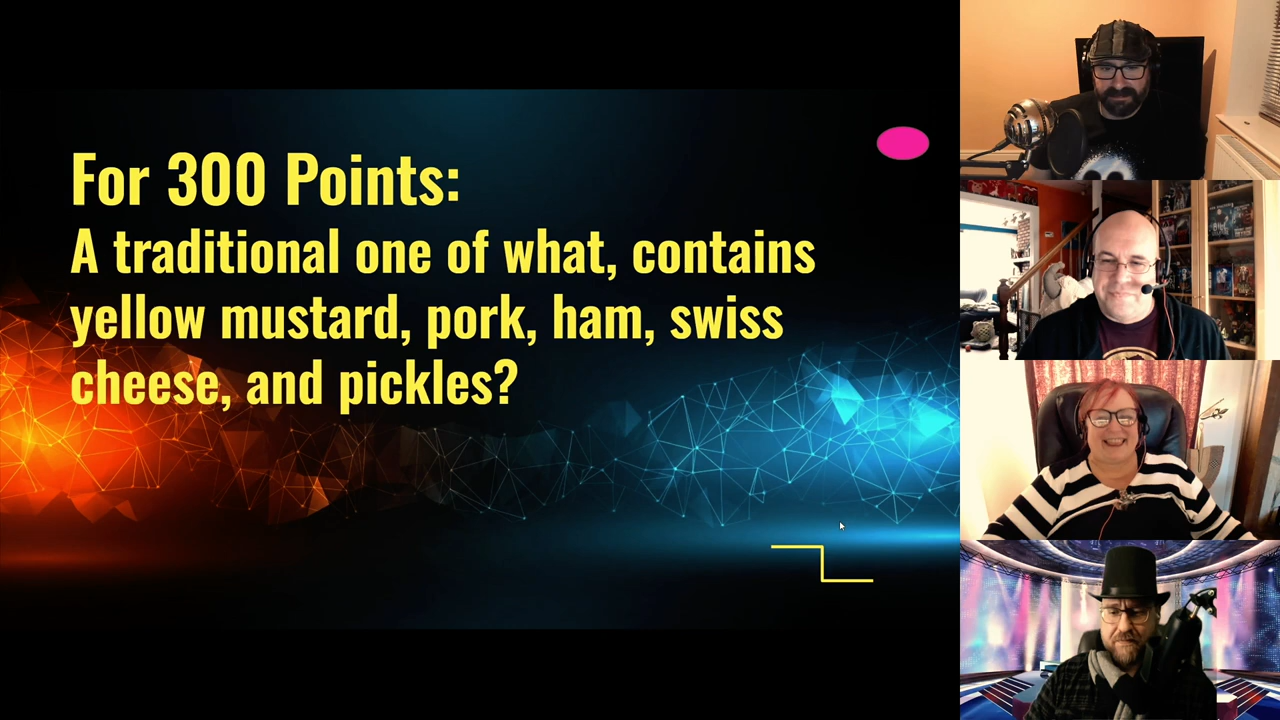 For 300 Points:
A traditional one of what, contains
yellow mustard, pork, ham, swiss
cheese, and pickles?